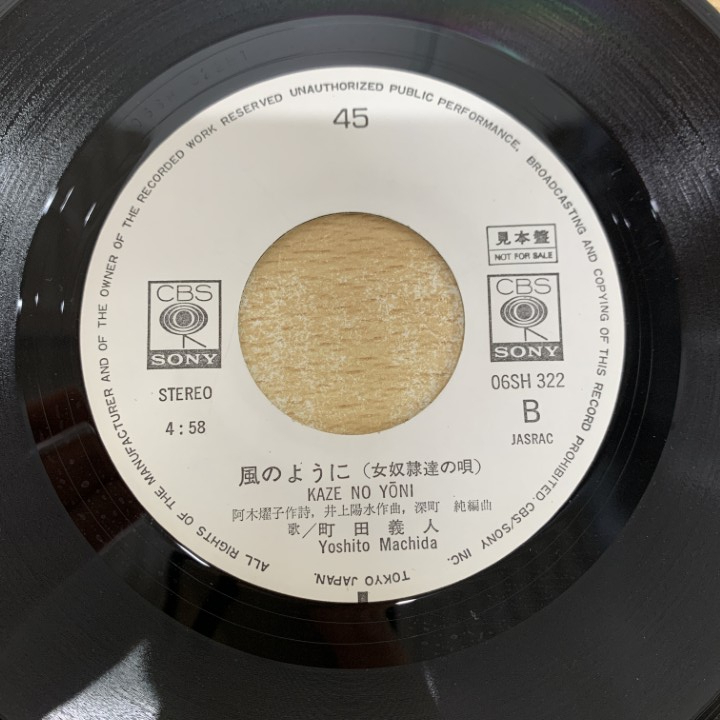 ALL RIGHTS OF THE MANUFACTURER AND OF THE OWNER OF THE RECORDED WORK RESERVED UNAUTHORIZED PUBLIC PERFORMANCE, BROADCASTING AND COPYING OF THIS RECORD PROHIBITED·CBS/SONY INC. TOKYO JAPAN.
45
見本盤
NOT FOR SALE
CBS
SONY
CBS
SONY
STEREO
4:58
06SH 322
B
JASRAC
風のように（女奴隷達の唄）
KAZE NO YŌNI
阿木燿子作詩，井上陽水作曲，深町 純編曲
歌／町田義人
Yoshito Machida